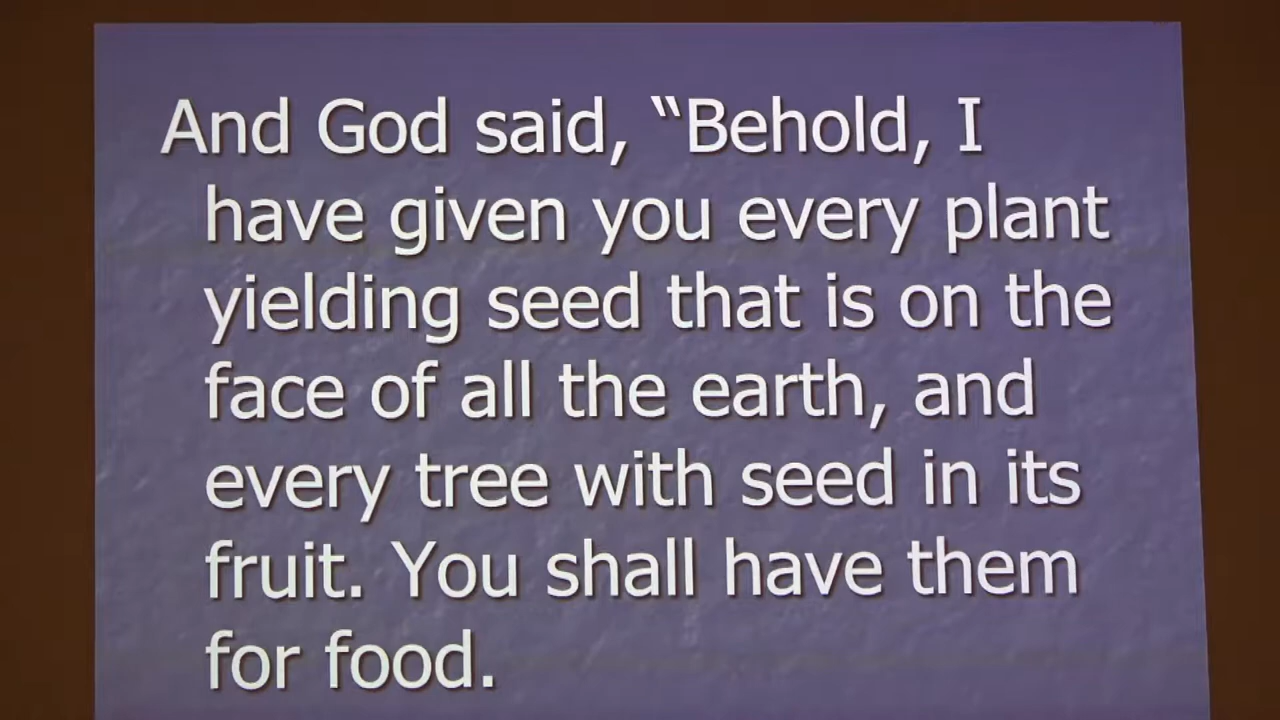 And God said, “Behold, I
have given you every plant
yielding seed that is on the
face of all the earth, and
every tree with seed in its
fruit. You shall have them
for food.